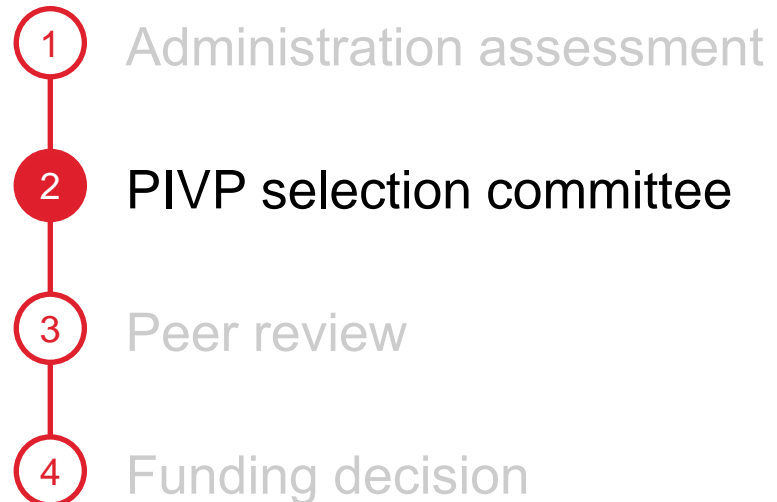 1 Administration assessment
2 PIVP selection committee
3 Peer review
4 Funding decision